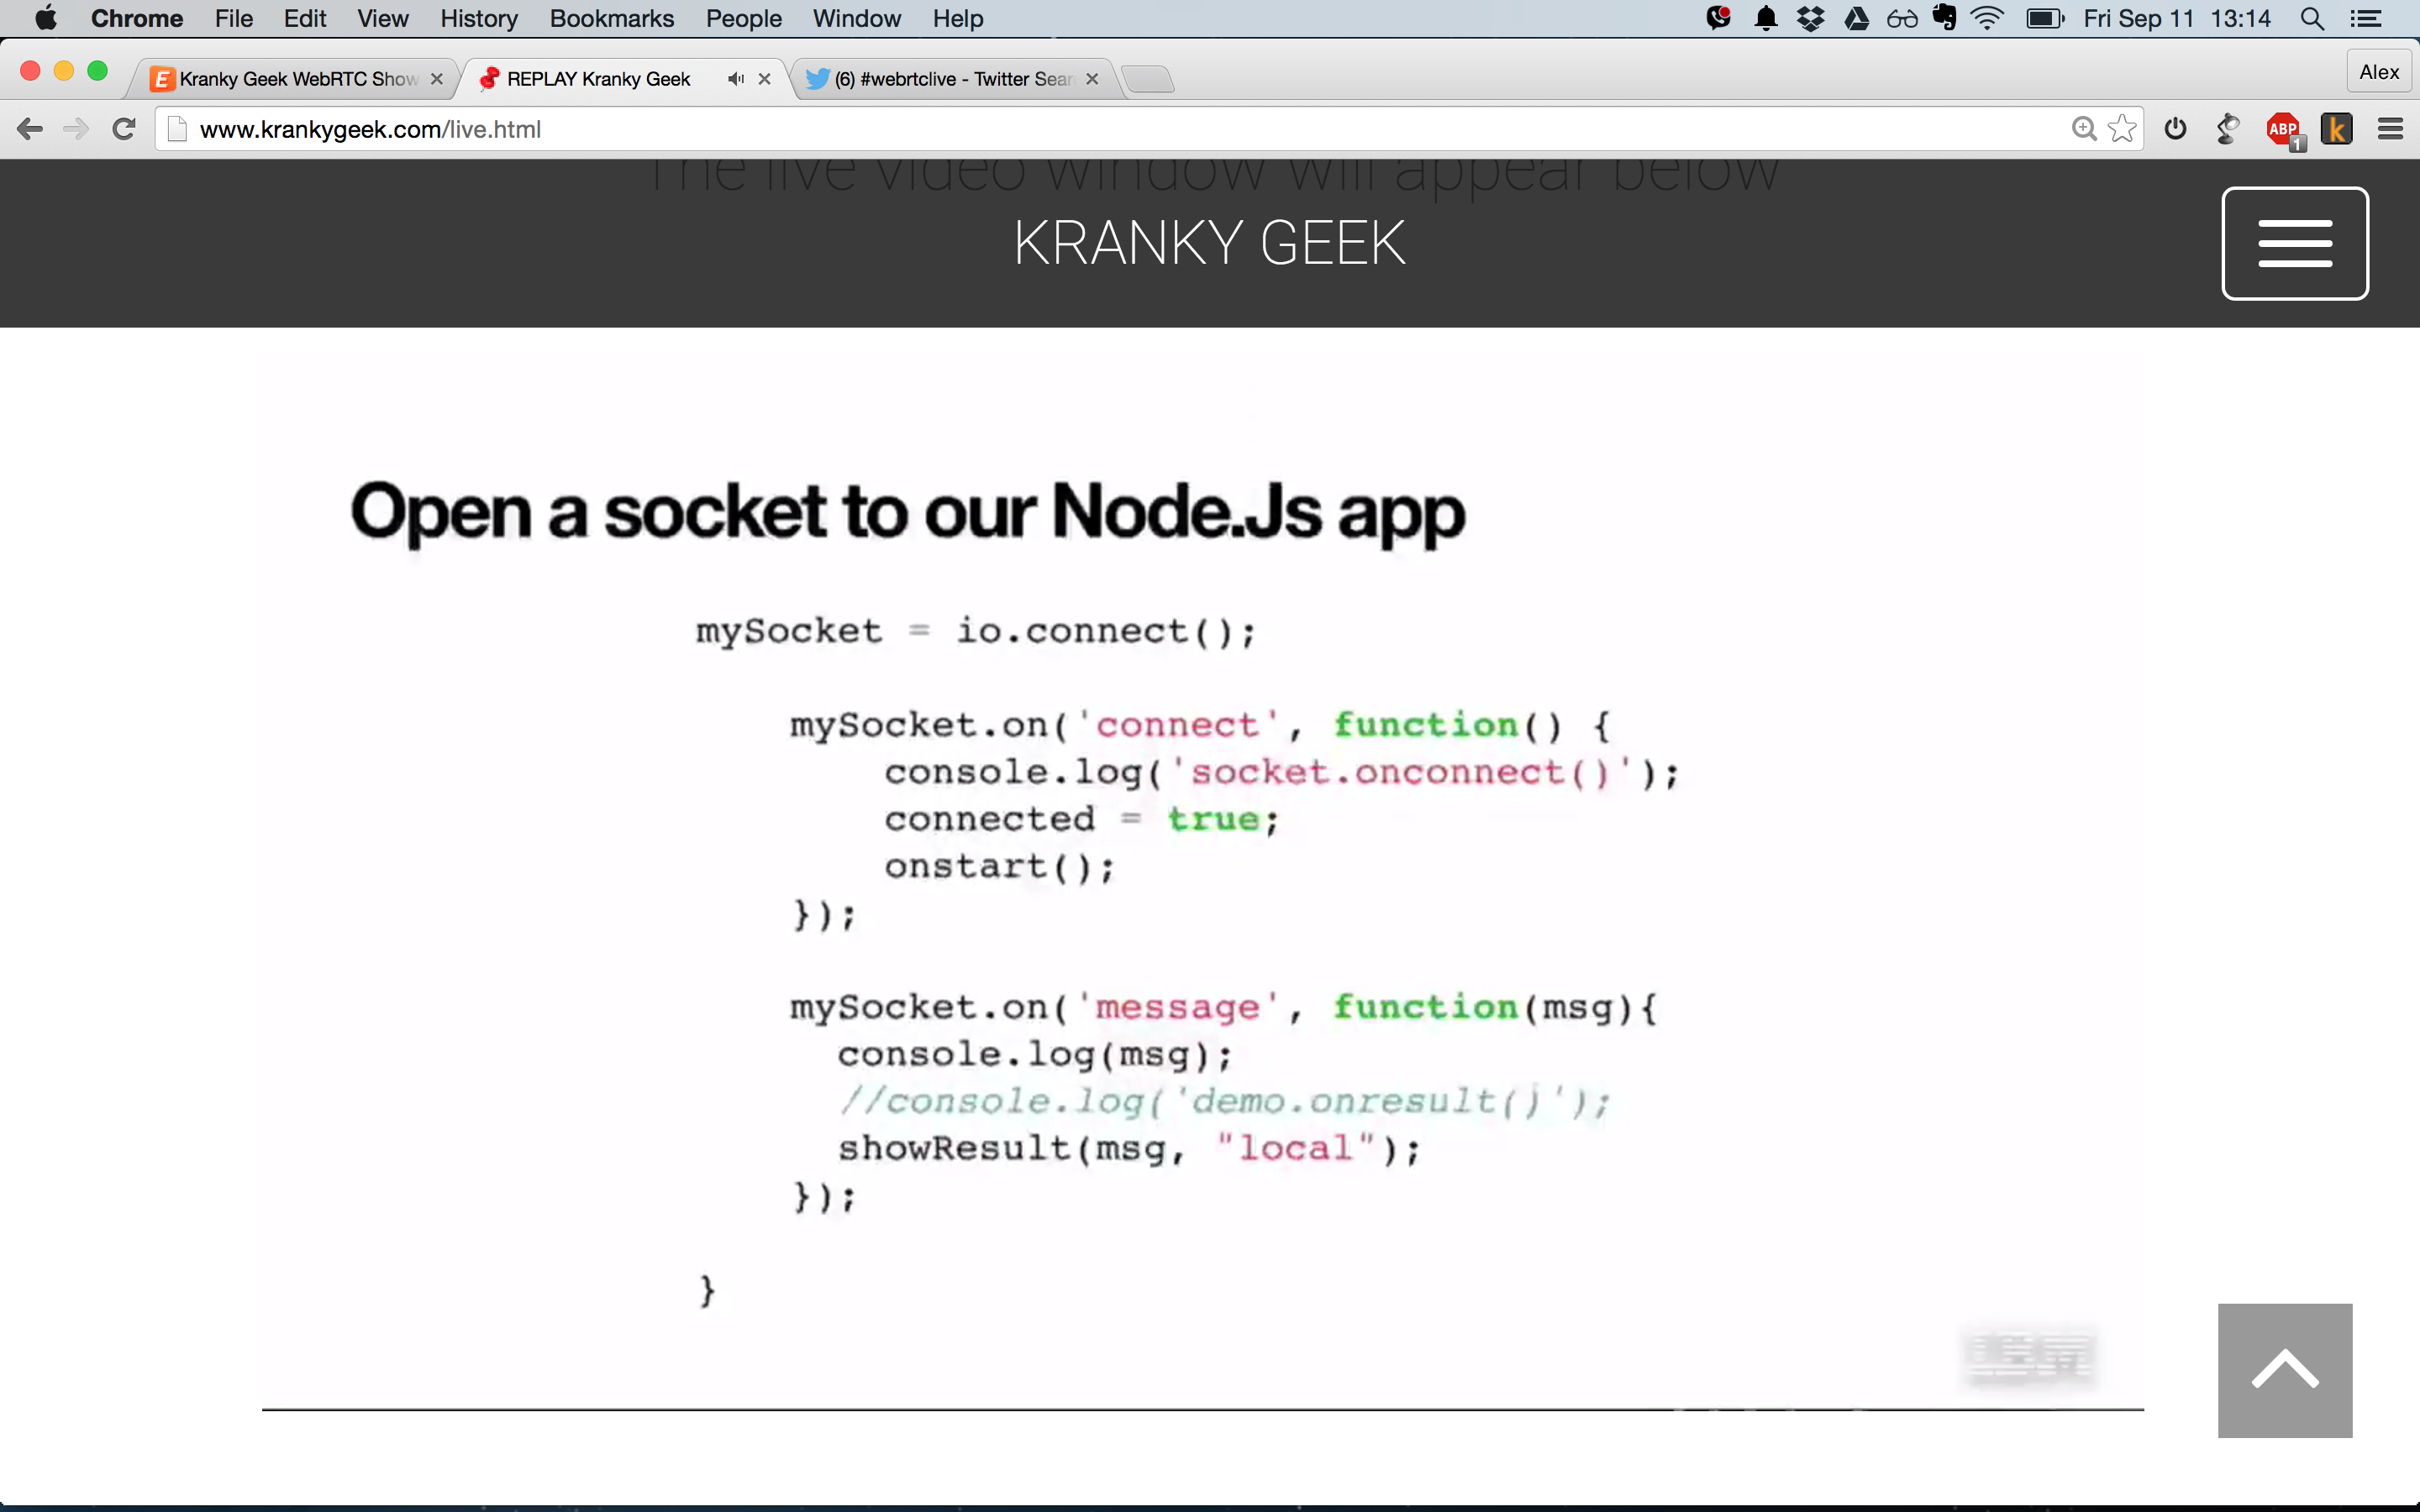 Chrome File Edit View History Bookmarks People Window Help Fri Sep 11 13:14
Kranky Geek WebRTC Show REPLAY Kranky Geek (6) #webrtclive - Twitter Sear Alex
www.krankygeek.com/live.html ABP 1 k
The live video window will appear below
KRANKY GEEK
Open a socket to our Node.Js app
mySocket = io.connect();
mySocket.on('connect', function() {
console.log('socket.onconnect()');
connected = true;
onstart();
});
mySocket.on('message', function(msg){
console.log(msg);
//console.log('demo.onresult()');
showResult(msg, "local");
});
}